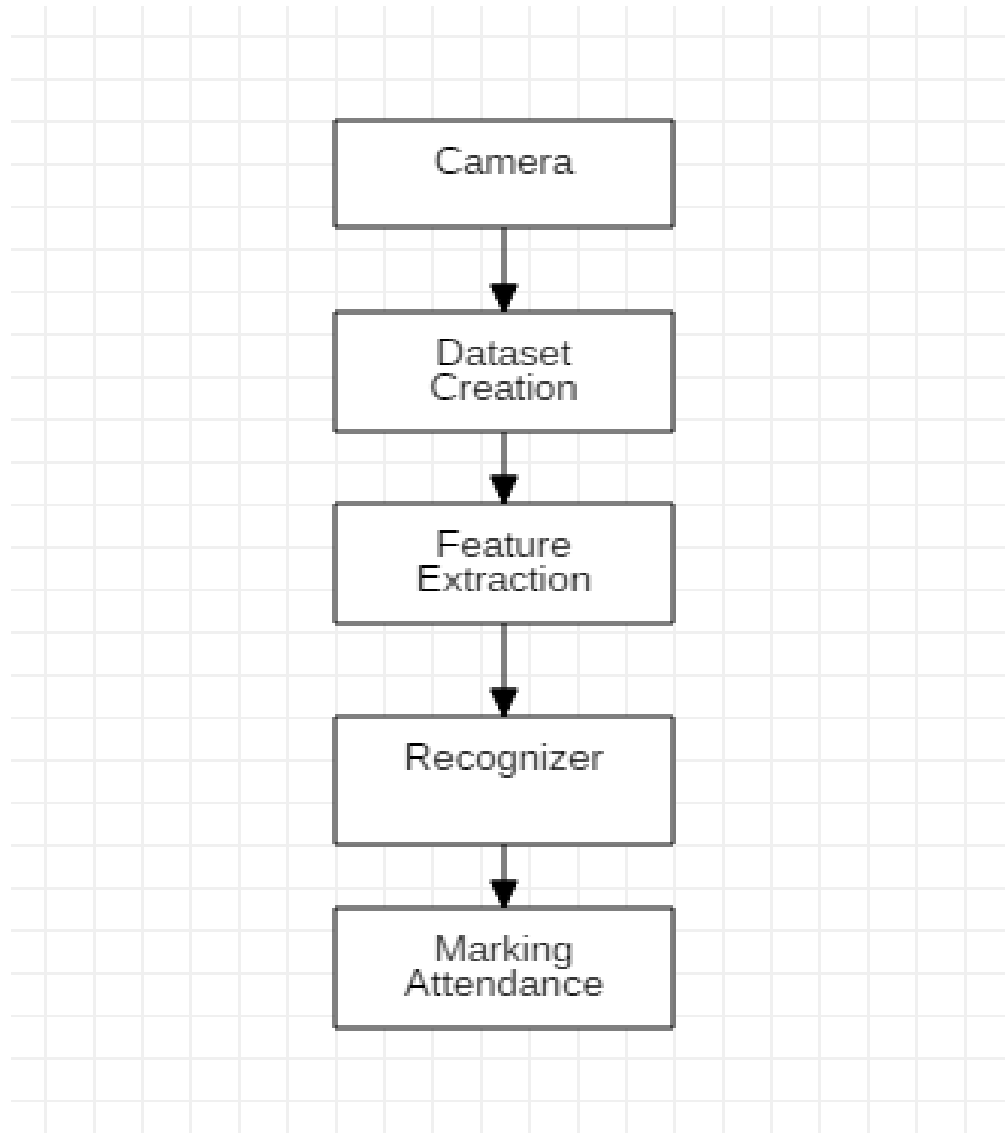 Camera
Dataset
Creation
Feature
Extraction
Recognizer
Marking
Attendance